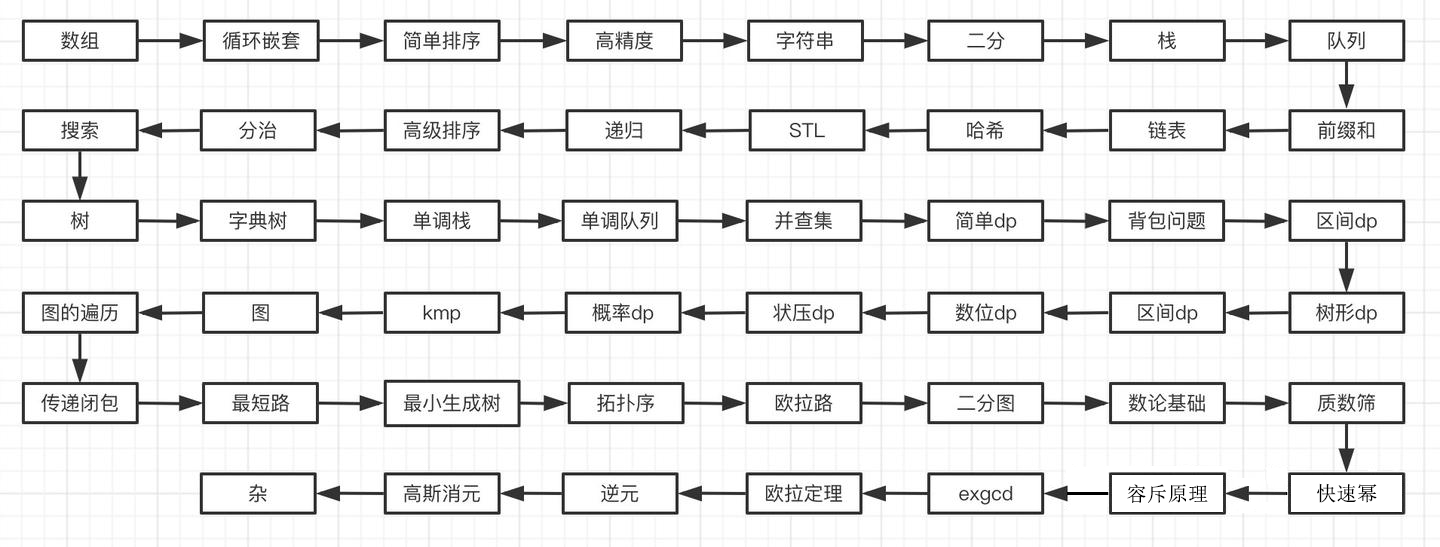 数组 循环嵌套 简单排序 高精度 字符串 二分 栈 队列
搜索 分治 高级排序 递归 STL 哈希 链表 前缀和
树 字典树 单调栈 单调队列 并查集 简单dp 背包问题 区间dp
图的遍历 图 kmp 概率dp 状压dp 数位dp 区间dp 树形dp
传递闭包 最短路 最小生成树 拓扑序 欧拉路 二分图 数论基础 质数筛
杂 高斯消元 逆元 欧拉定理 exgcd 容斥原理 快速幂